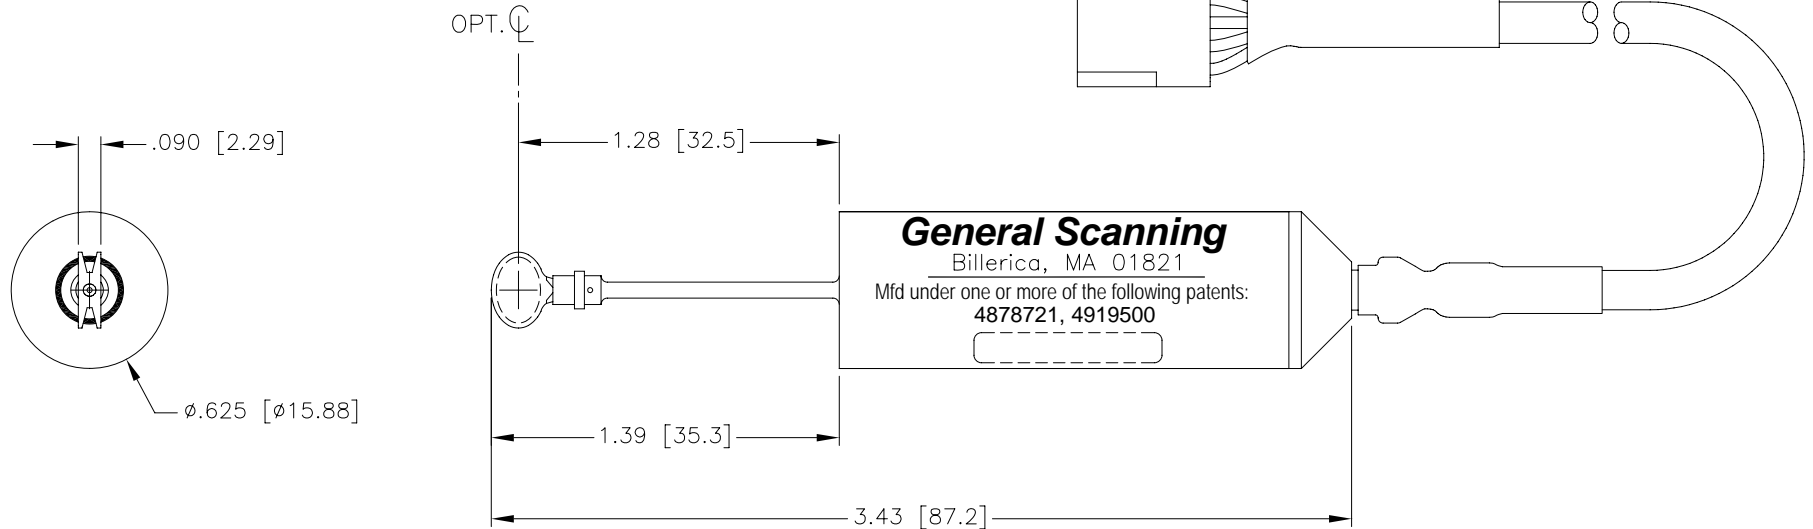 OPT. ℄
.090 [2.29]
1.28 [32.5]
General Scanning
Billerica, MA 01821
Mfd under one or more of the following patents:
4878721, 4919500
ø.625 [ø15.88]
1.39 [35.3]
3.43 [87.2]